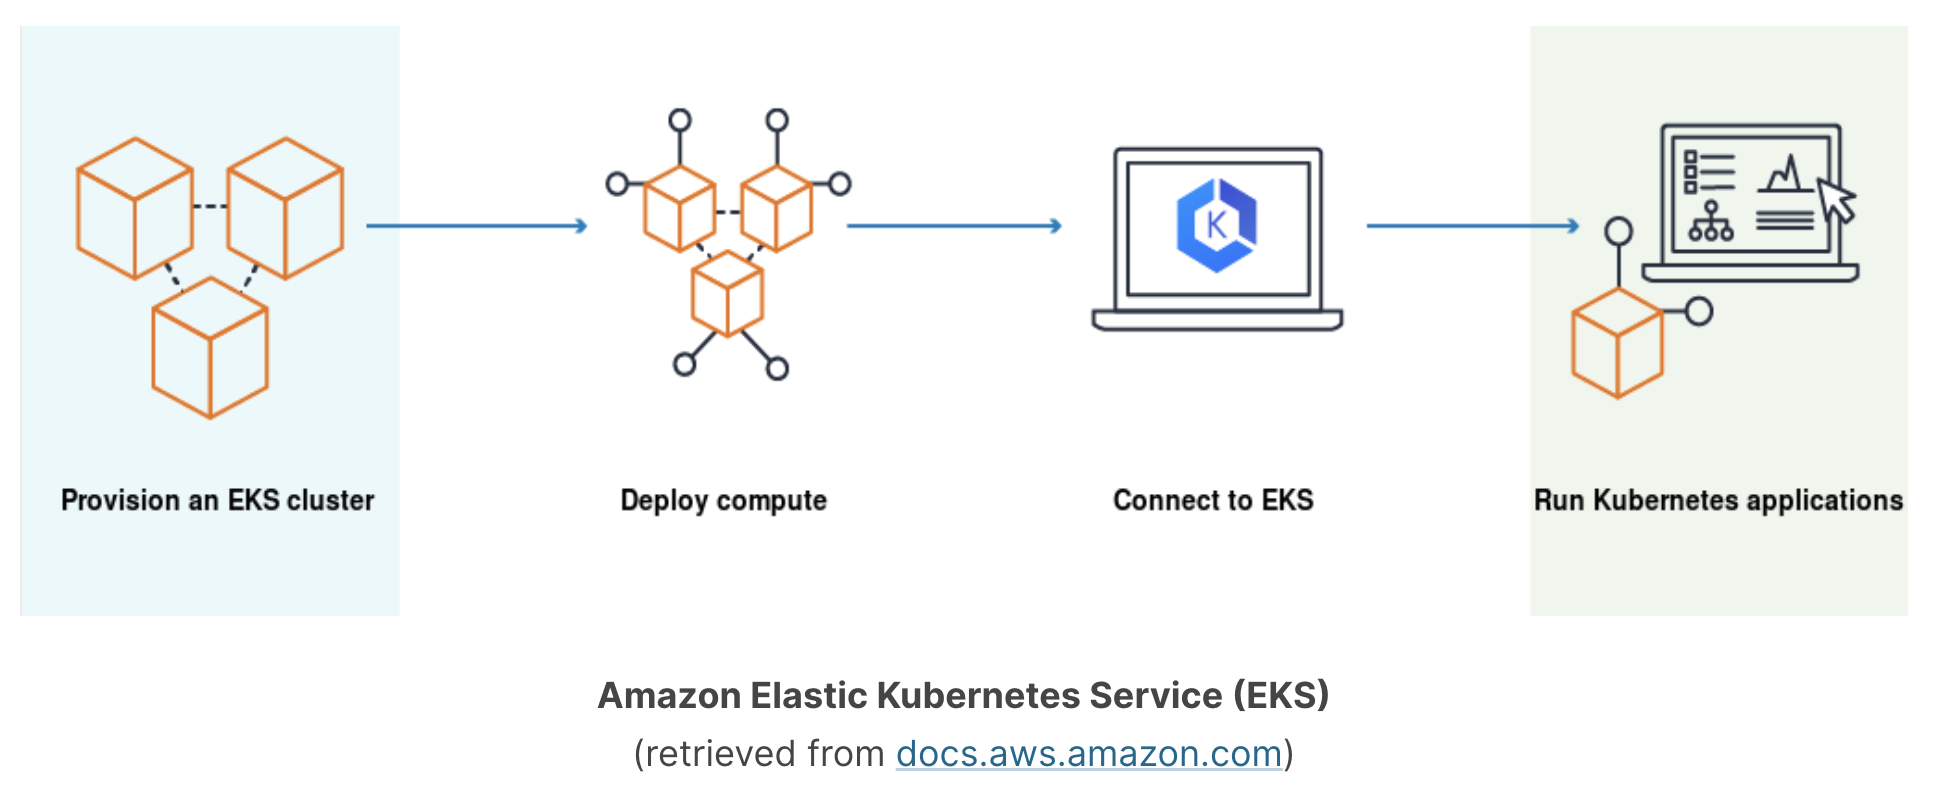 K
Provision an EKS cluster
Deploy compute
Connect to EKS
Run Kubernetes applications
Amazon Elastic Kubernetes Service (EKS)
(retrieved from docs.aws.amazon.com)